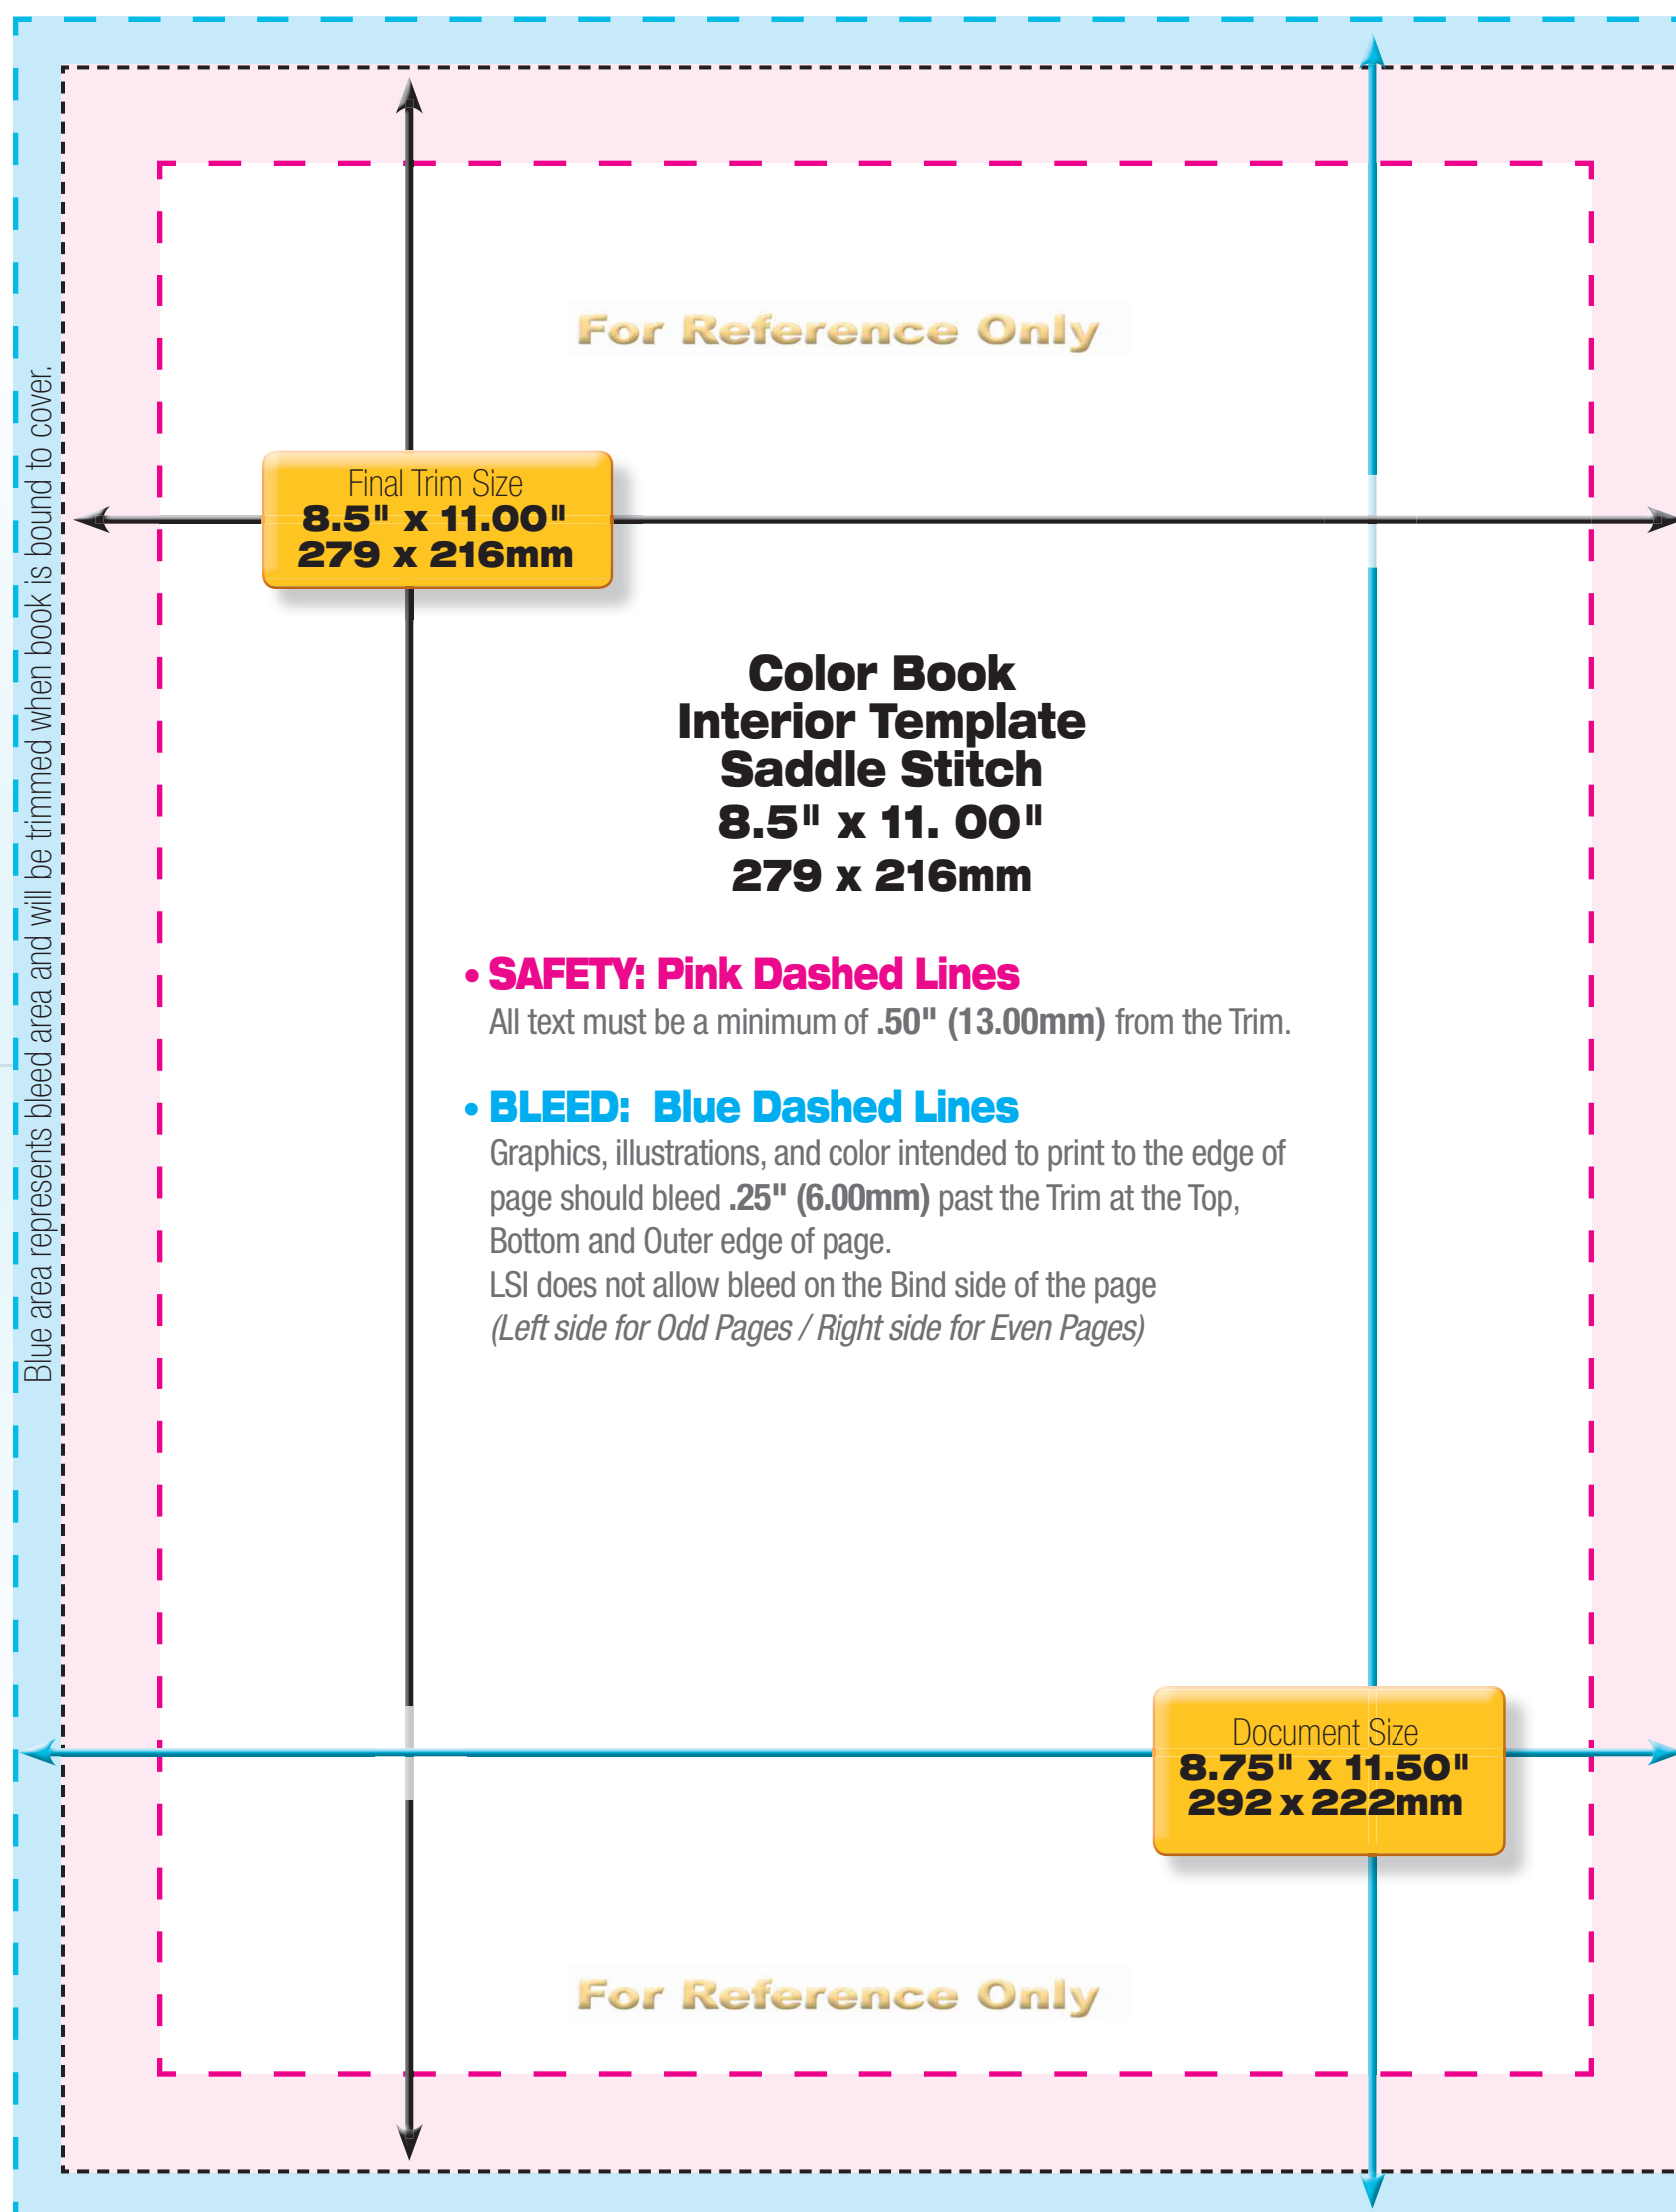 For Reference Only
Final Trim Size
8.5" x 11.00"
279 x 216mm
Color Book
Interior Template
Saddle Stitch
8.5" x 11. 00"
279 x 216mm
• SAFETY: Pink Dashed Lines
All text must be a minimum of .50" (13.00mm) from the Trim.
• BLEED: Blue Dashed Lines
Graphics, illustrations, and color intended to print to the edge of
page should bleed .25" (6.00mm) past the Trim at the Top,
Bottom and Outer edge of page.
LSI does not allow bleed on the Bind side of the page
(Left side for Odd Pages / Right side for Even Pages)
Document Size
8.75" x 11.50"
292 x 222mm
For Reference Only
Blue area represents bleed area and will be trimmed when book is bound to cover.